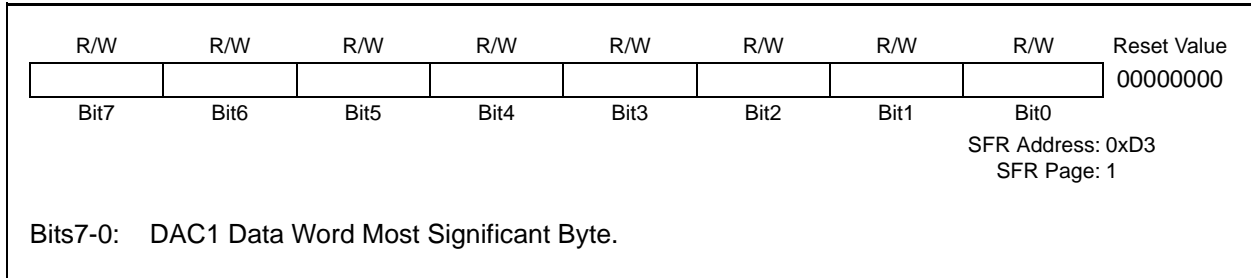 R/W R/W R/W R/W R/W R/W R/W R/W Reset Value
00000000
Bit7 Bit6 Bit5 Bit4 Bit3 Bit2 Bit1 Bit0
SFR Address: 0xD3
SFR Page: 1
Bits7-0: DAC1 Data Word Most Significant Byte.